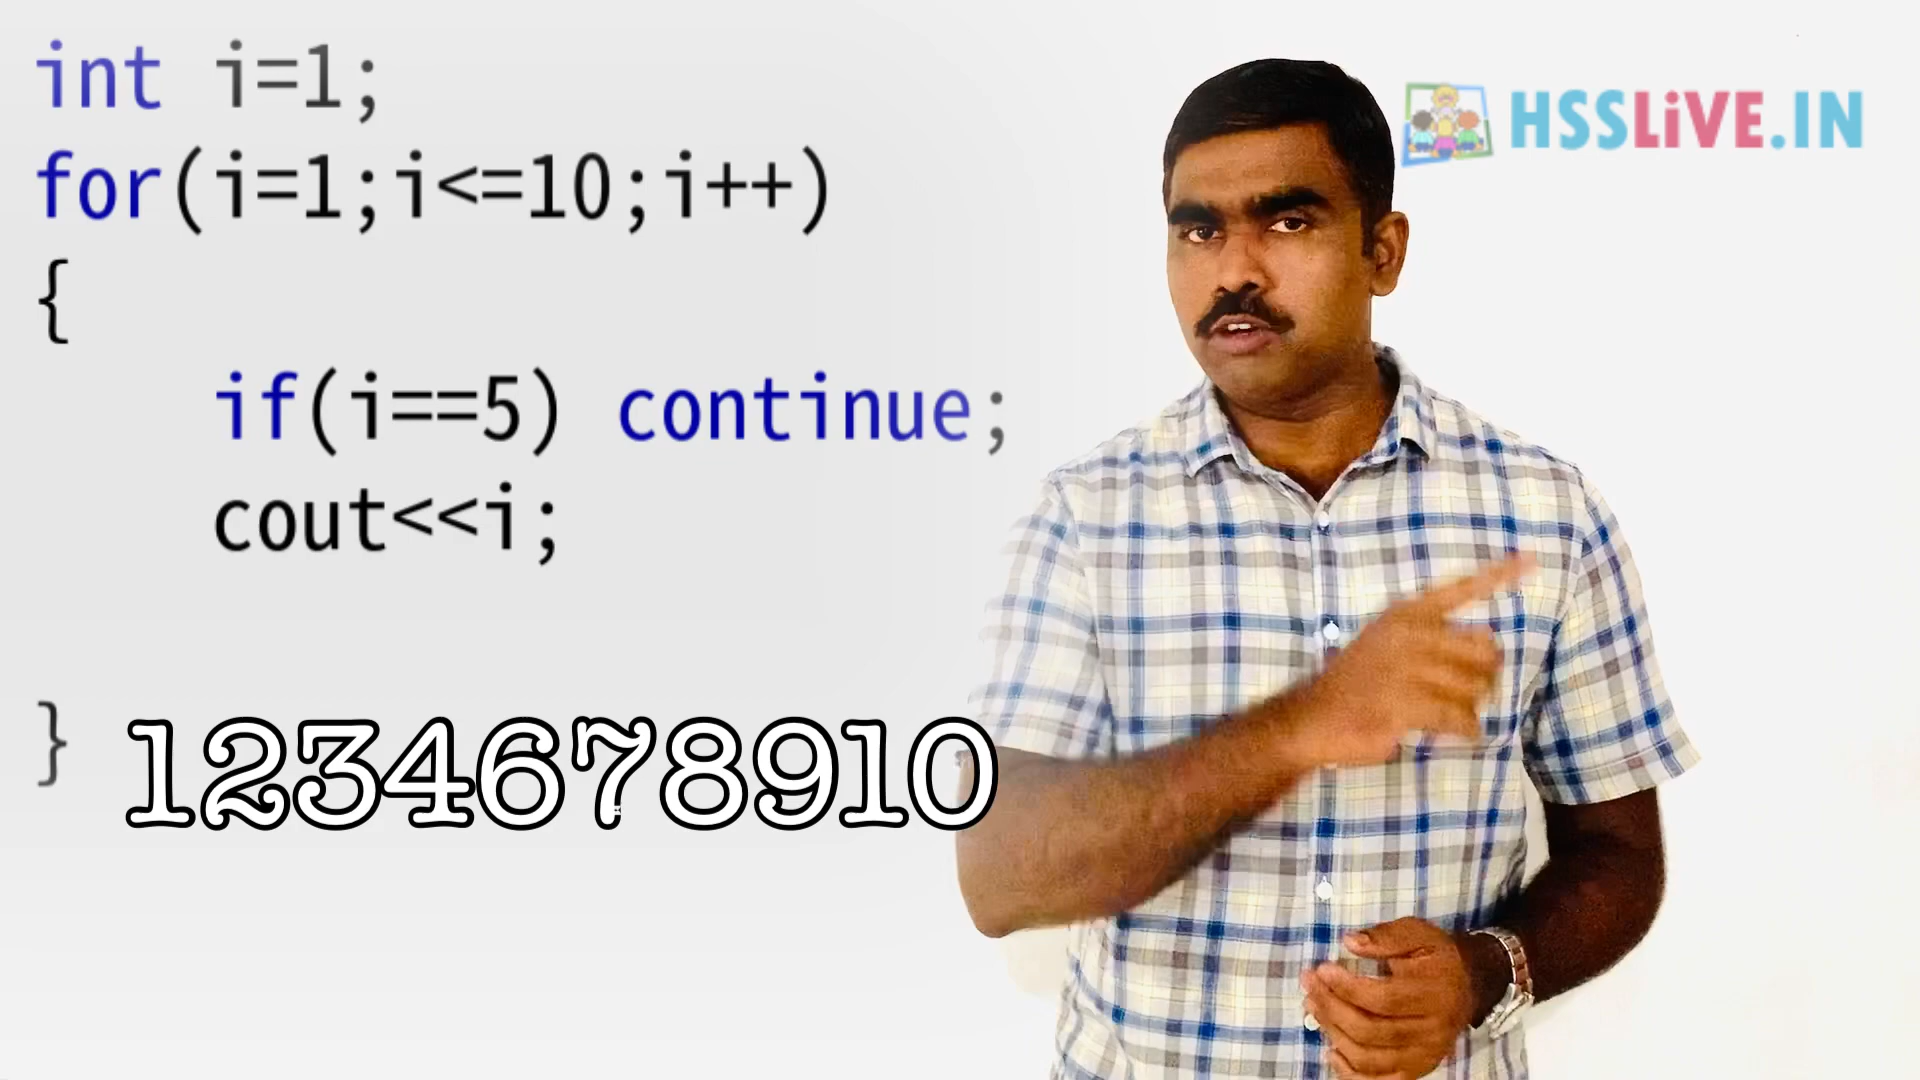 int i=1;
for(i=1;i<=10;i++)
{
if(i==5) continue;
cout<<i;
}
1234678910
HSSLiVE.IN